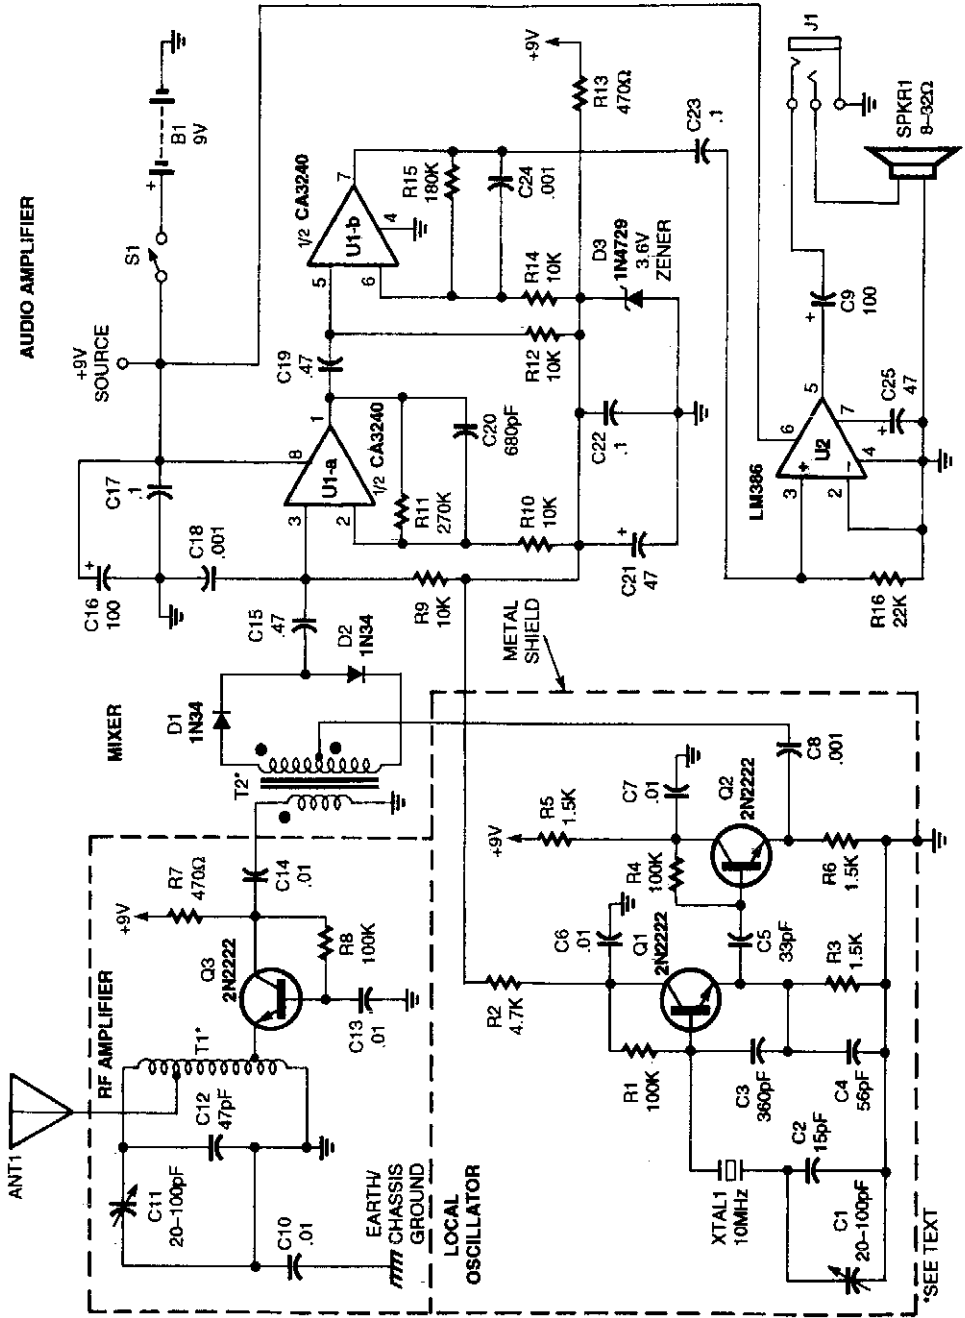 AUDIO AMPLIFIER
+9V
SOURCE
S1
+
B1
9V
C16
100
+
C17
.1
C18
.001
C15
.47
8
3
2
1
U1-a
1/2 CA3240
C19
.47
5
6
7
4
U1-b
1/2 CA3240
R11
270K
C20
680pF
R9
10K
R10
10K
R12
10K
R14
10K
R15
180K
C24
.001
D3
1N4729
3.6V
ZENER
+9V
R13
470Ω
C21
47
+
C22
.1
C23
.1
MIXER
D1
1N34
D2
1N34
T2*
METAL
SHIELD
LM386
3
2
6
5
7
4
+
−
U2
+
C9
100
+
C25
47
R16
22K
J1
SPKR1
8–32Ω
ANT1
RF AMPLIFIER
C11
20–100pF
C12
47pF
T1*
C10
.01
EARTH/
CHASSIS
GROUND
Q3
2N2222
+9V
R7
470Ω
R8
100K
C13
.01
C14
.01
LOCAL
OSCILLATOR
R2
4.7K
C6
.01
Q1
2N2222
R1
100K
XTAL1
10MHz
C1
20–100pF
C2
15pF
C3
360pF
C4
56pF
R3
1.5K
C5
33pF
+9V
R5
1.5K
C7
.01
R4
100K
Q2
2N2222
C8
.001
R6
1.5K
*SEE TEXT